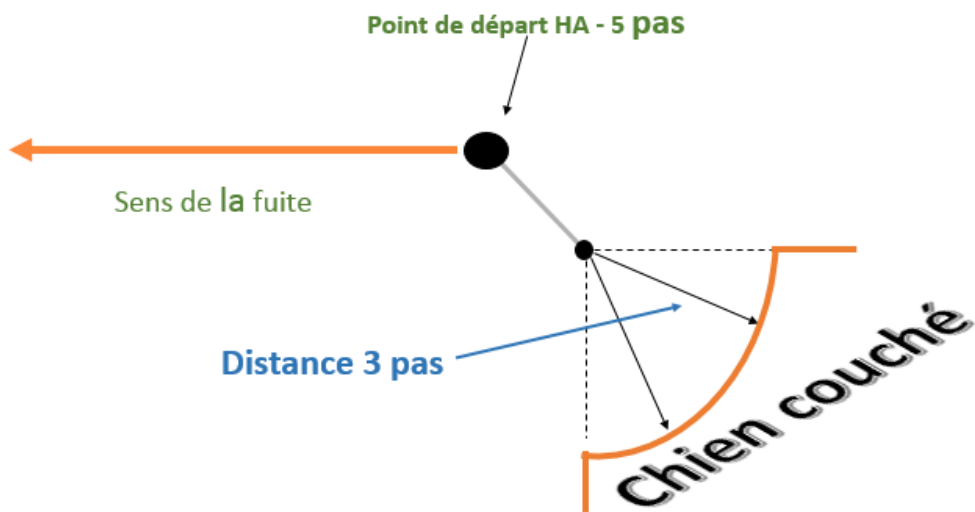 Point de départ HA - 5 pas
Sens de la fuite
Distance 3 pas
Chien couché